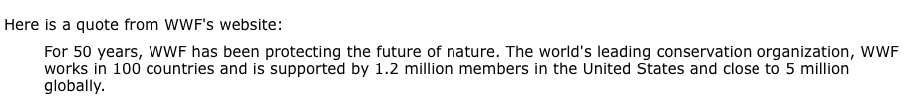 Here is a quote from WWF's website:
For 50 years, WWF has been protecting the future of nature. The world's leading conservation organization, WWF
works in 100 countries and is supported by 1.2 million members in the United States and close to 5 million
globally.